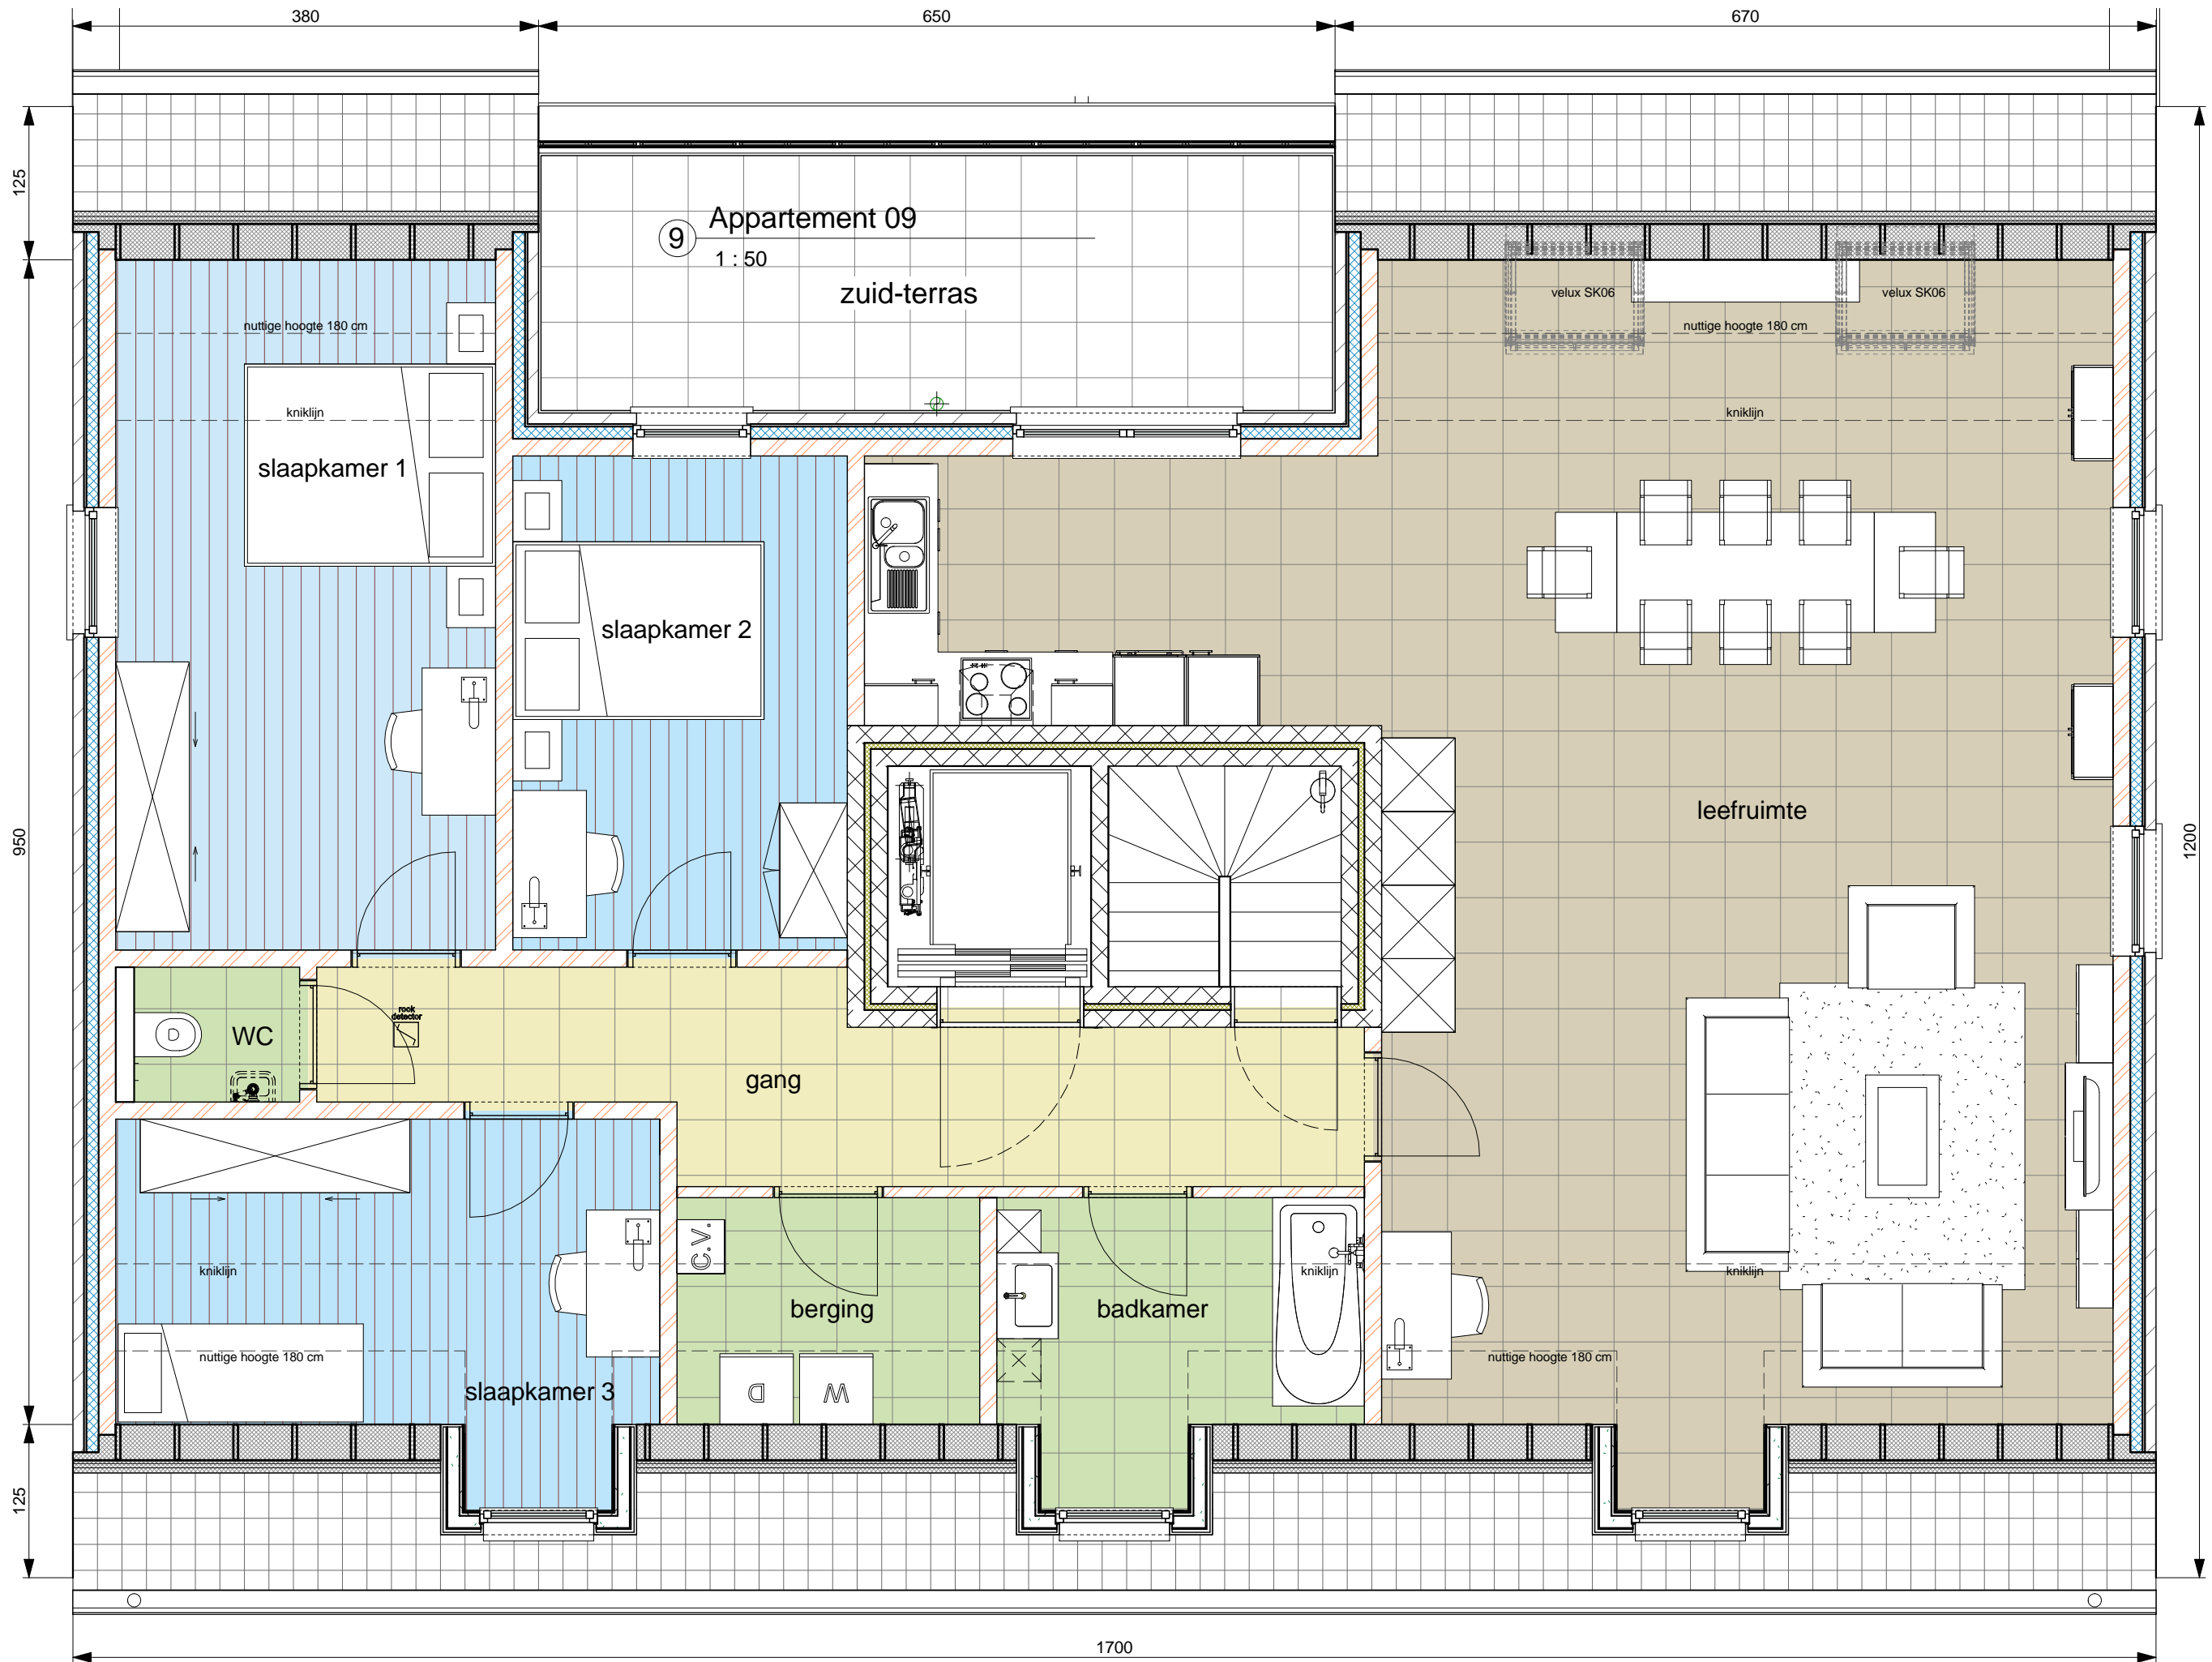 380
650
670
125
Appartement 09
9
1 : 50
zuid-terras
velux SK06
velux SK06
nuttige hoogte 180 cm
nuttige hoogte 180 cm
kniklijn
kniklijn
slaapkamer 1
slaapkamer 2
leefruimte
950
1200
rook
detector
WC
gang
C.V.
kniklijn
kniklijn
kniklijn
berging
badkamer
nuttige hoogte 180 cm
nuttige hoogte 180 cm
slaapkamer 3
D
W
125
1700